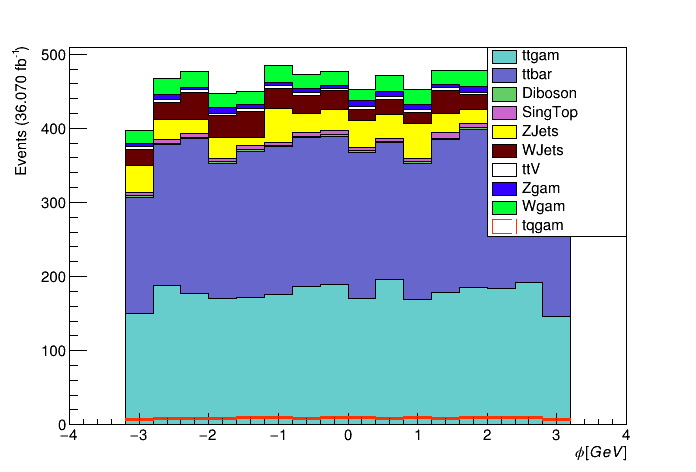 Events (36.070 fb⁻¹)
500
400
300
200
100
0
−4 −3 −2 −1 0 1 2 3 4
ϕ[GeV]
ttgam
ttbar
Diboson
SingTop
ZJets
WJets
ttV
Zgam
Wgam
tqgam